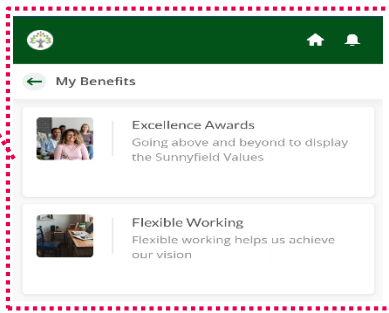 My Benefits
Excellence Awards
Going above and beyond to display
the Sunnyfield Values
Flexible Working
Flexible working helps us achieve
our vision